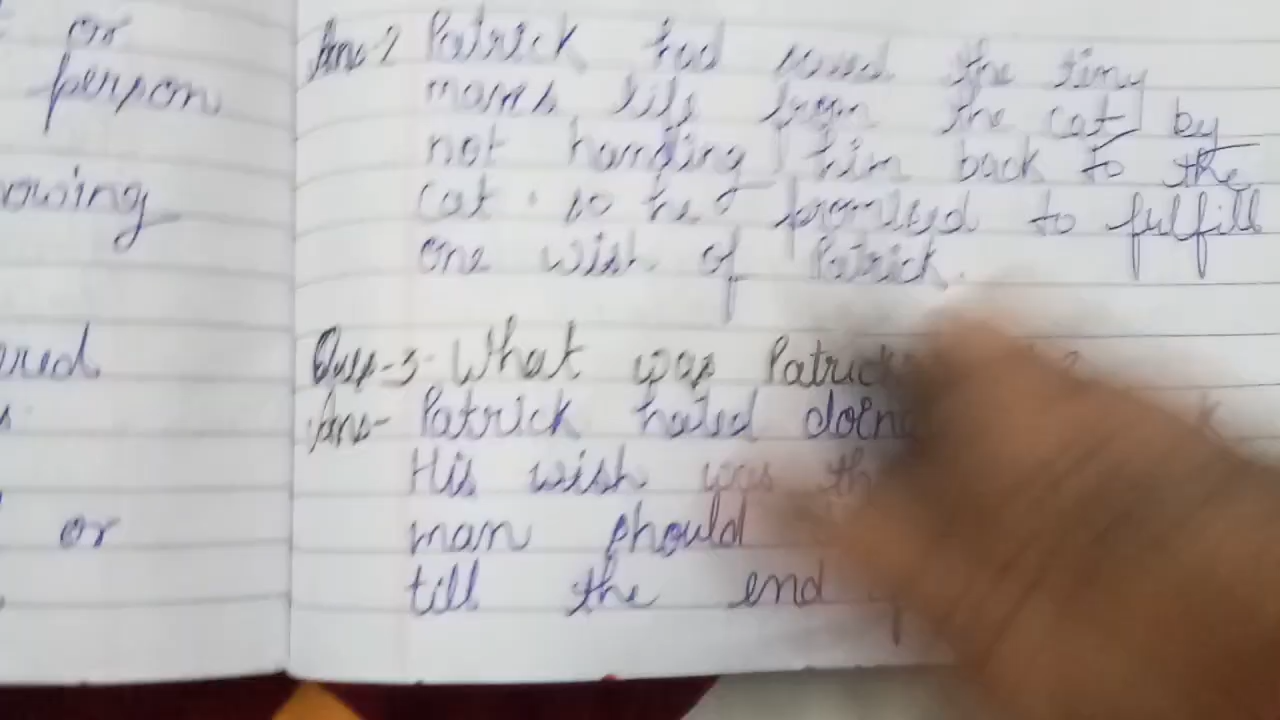 or
person
owing
red
or
Ans-2 Patrick had saved the tiny
man's life from the cat by
not handing him back to the
cat. so he promised to fulfill
one wish of Patrick.
Ques-3- What was
Ans- Patrick hated
His wish was
man should
till the end